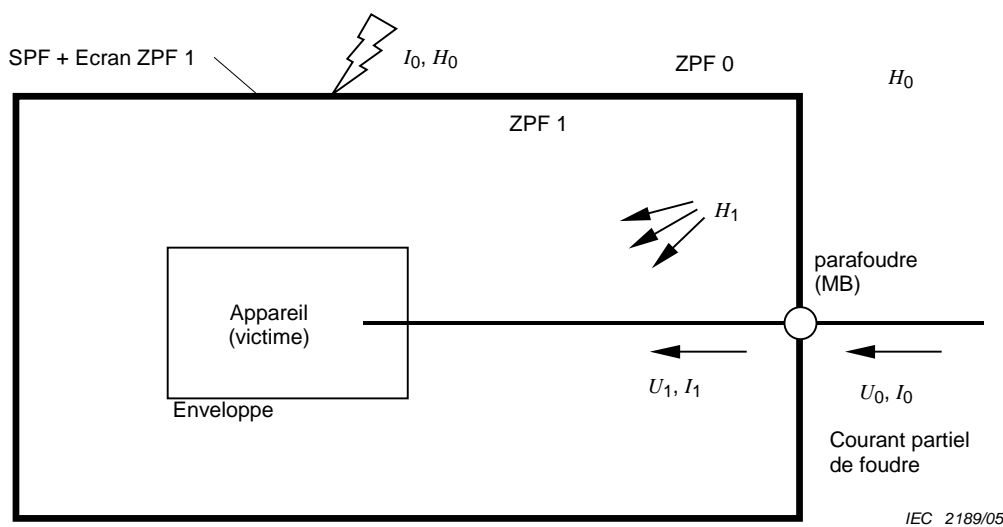 I0, H0
SPF + Ecran ZPF 1
ZPF 0
H0
ZPF 1
H1
parafoudre
(MB)
Appareil
(victime)
U1, I1
U0, I0
Enveloppe
Courant partiel
de foudre
IEC 2189/05